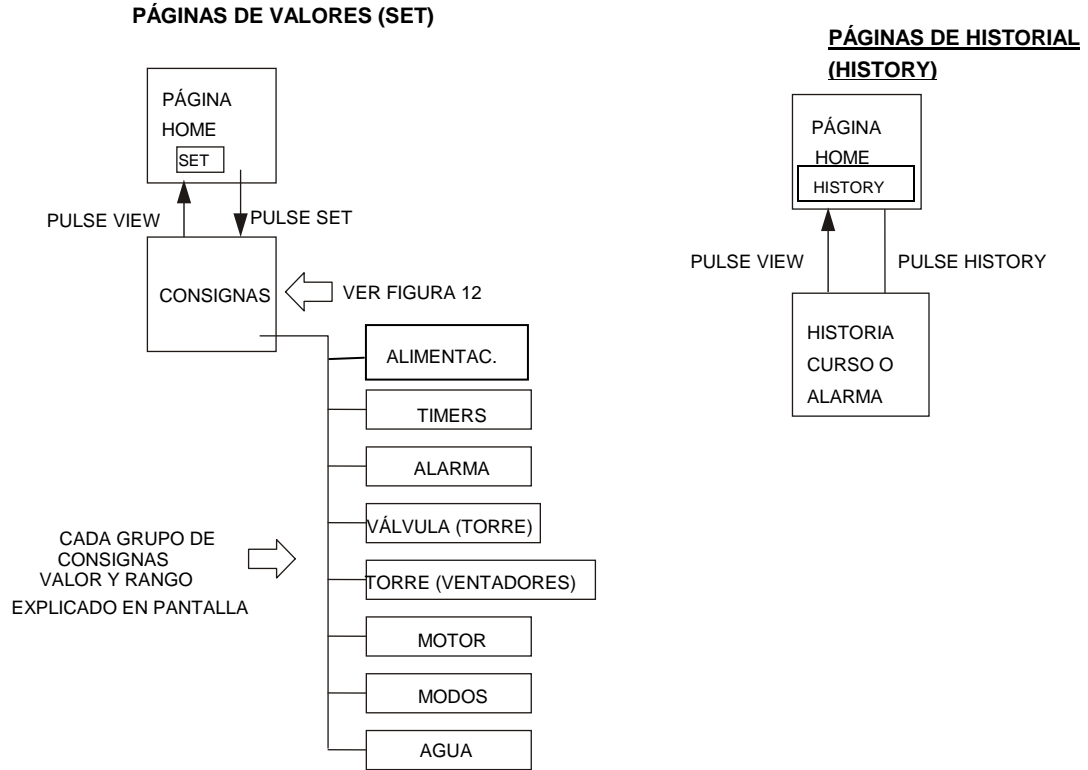 PÁGINAS DE VALORES (SET)
PÁGINA
HOME
SET
PULSE VIEW
PULSE SET
CONSIGNAS
VER FIGURA 12
ALIMENTAC.
TIMERS
ALARMA
VÁLVULA (TORRE)
TORRE (VENTADORES)
MOTOR
MODOS
AGUA
CADA GRUPO DE
CONSIGNAS
VALOR Y RANGO
EXPLICADO EN PANTALLA
PÁGINAS DE HISTORIAL
(HISTORY)
PÁGINA
HOME
HISTORY
PULSE VIEW
PULSE HISTORY
HISTORIA
CURSO O
ALARMA